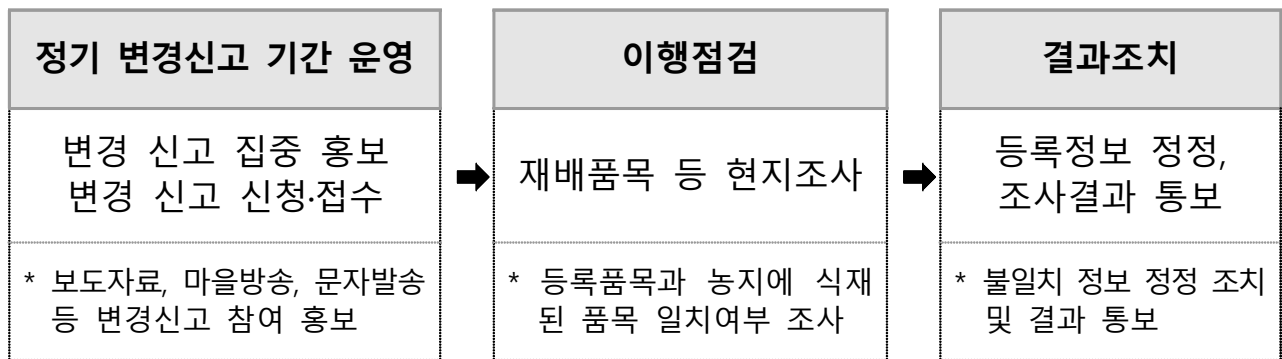 정기 변경신고 기간 운영
변경 신고 집중 홍보
변경 신고 신청·접수
* 보도자료, 마을방송, 문자발송
등 변경신고 참여 홍보
이행점검
재배품목 등 현지조사
* 등록품목과 농지에 식재
된 품목 일치여부 조사
결과조치
등록정보 정정,
조사결과 통보
* 불일치 정보 정정 조치
및 결과 통보